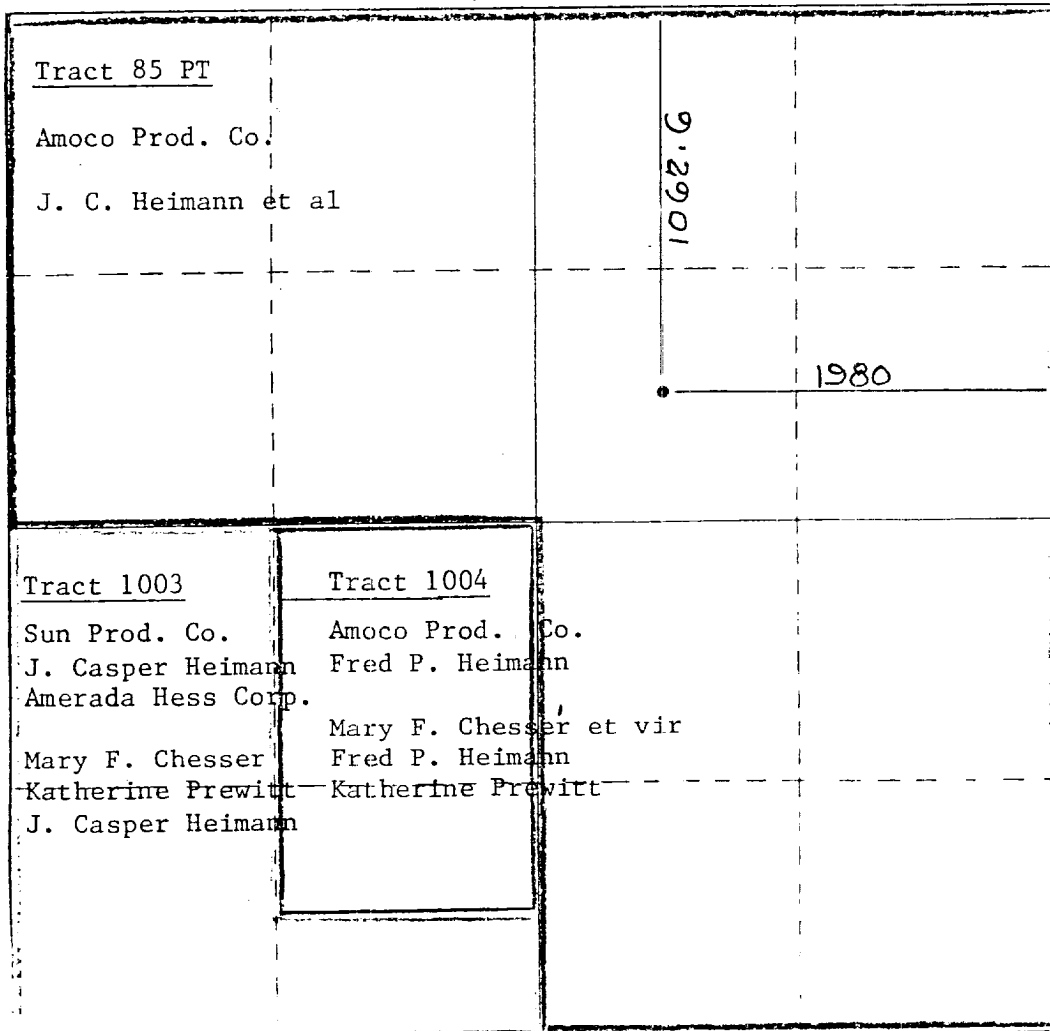 Tract 85 PT
Amoco Prod. Co.
J. C. Heimann et al
1980
Tract 1003
Sun Prod. Co.
J. Casper Heimann
Amerada Hess Corp.
Mary F. Chesser
Katherine Prewitt
J. Casper Heimann
Tract 1004
Amoco Prod. Co.
Fred P. Heimann
Mary F. Chesser et vir
Fred P. Heimann
Katherine Prewitt